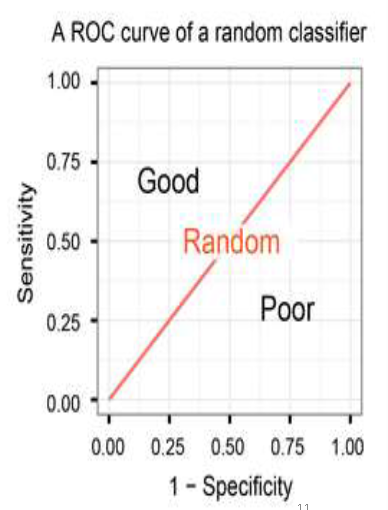 A ROC curve of a random classifier
1.00
0.75
0.50
0.25
0.00
Sensitivity
Good
Random
Poor
0.00 0.25 0.50 0.75 1.00
1 − Specificity
11